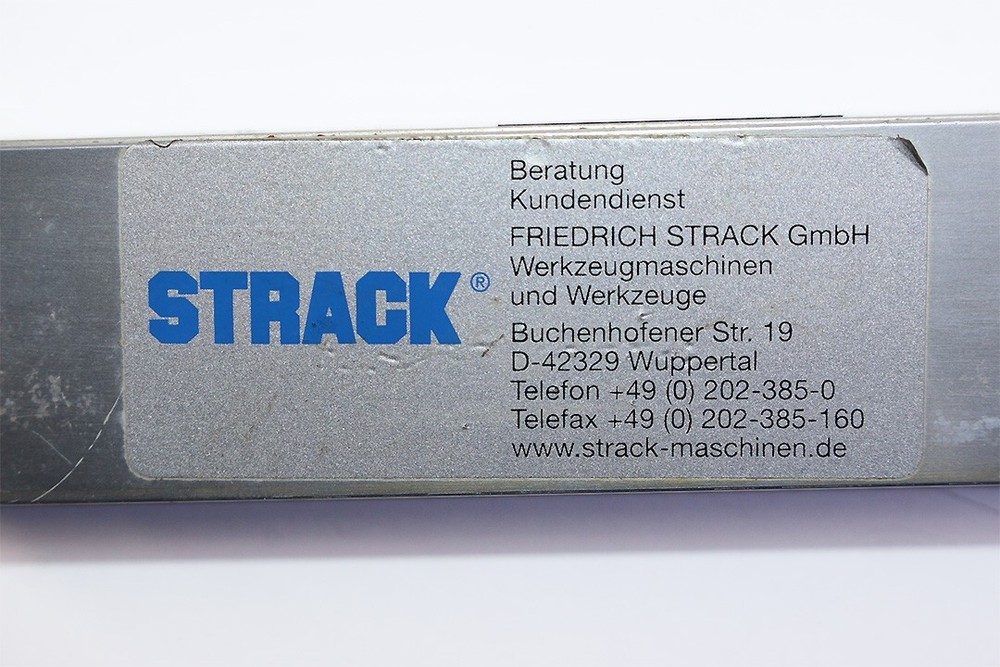 STRACK®
Beratung
Kundendienst
FRIEDRICH STRACK GmbH
Werkzeugmaschinen
und Werkzeuge
Buchenhofener Str. 19
D-42329 Wuppertal
Telefon +49 (0) 202-385-0
Telefax +49 (0) 202-385-160
www.strack-maschinen.de